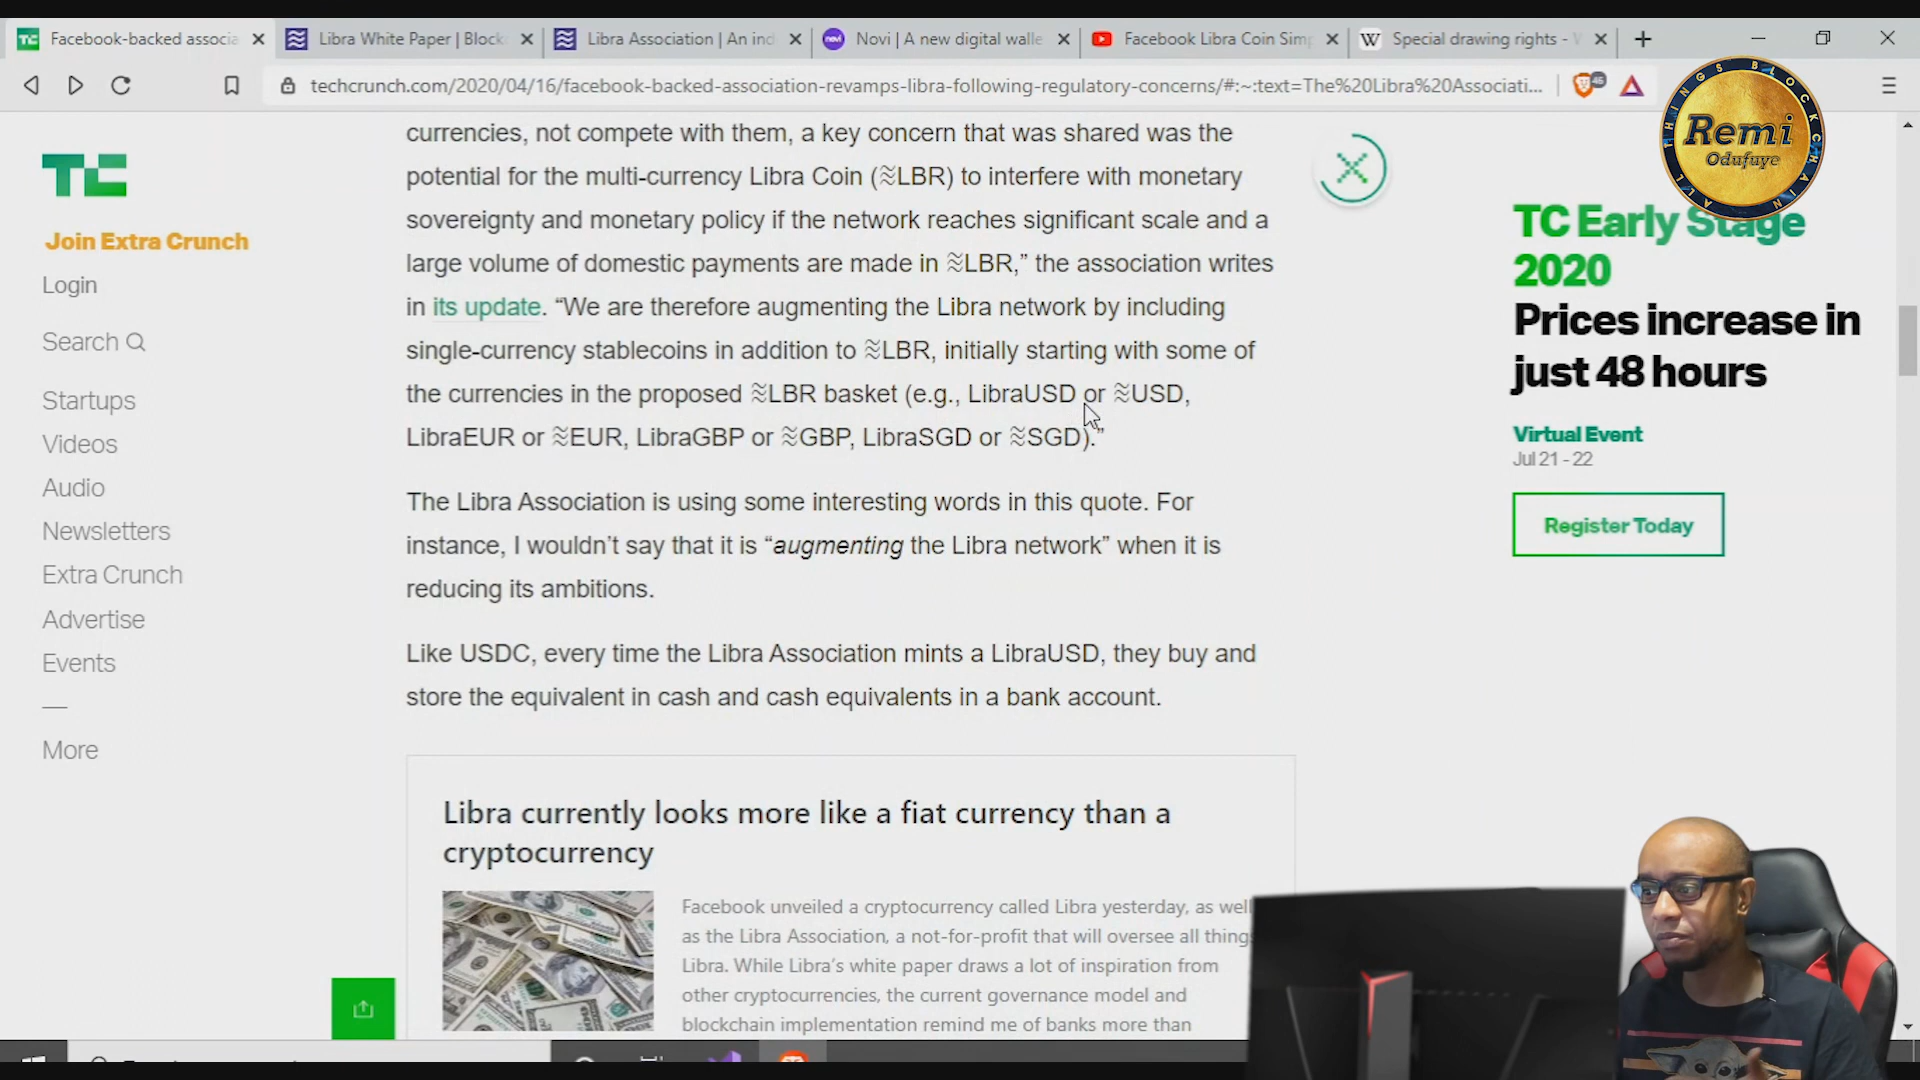 Facebook-backed associa
Libra White Paper | Block
Libra Association | An ind
novi
Novi | A new digital walle
Facebook Libra Coin Simp
W
Special drawing rights - W
techcrunch.com/2020/04/16/facebook-backed-association-revamps-libra-following-regulatory-concerns/#:~:text=The%20Libra%20Associati...
46
ALL THINGS BLOCKCHAIN
Remi
Odufuye
TC
Join Extra Crunch
Login
Search
Startups
Videos
Audio
Newsletters
Extra Crunch
Advertise
Events
More
currencies, not compete with them, a key concern that was shared was the
potential for the multi-currency Libra Coin (≋LBR) to interfere with monetary
sovereignty and monetary policy if the network reaches significant scale and a
large volume of domestic payments are made in ≋LBR,” the association writes
in its update. “We are therefore augmenting the Libra network by including
single-currency stablecoins in addition to ≋LBR, initially starting with some of
the currencies in the proposed ≋LBR basket (e.g., LibraUSD or ≋USD,
LibraEUR or ≋EUR, LibraGBP or ≋GBP, LibraSGD or ≋SGD).”
The Libra Association is using some interesting words in this quote. For
instance, I wouldn’t say that it is “augmenting the Libra network” when it is
reducing its ambitions.
Like USDC, every time the Libra Association mints a LibraUSD, they buy and
store the equivalent in cash and cash equivalents in a bank account.
Libra currently looks more like a fiat currency than a
cryptocurrency
Facebook unveiled a cryptocurrency called Libra yesterday, as well
as the Libra Association, a not-for-profit that will oversee all things
Libra. While Libra’s white paper draws a lot of inspiration from
other cryptocurrencies, the current governance model and
blockchain implementation remind me of banks more than
TC Early Stage
2020
Prices increase in
just 48 hours
Virtual Event
Jul 21 - 22
Register Today